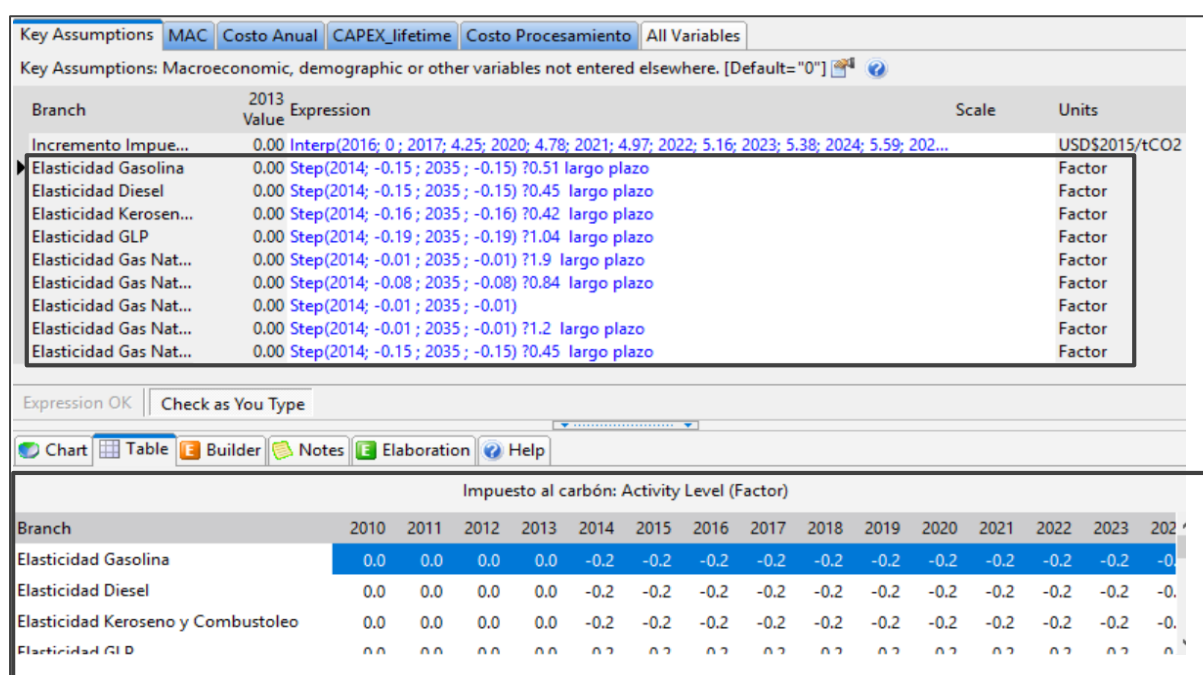 Key Assumptions MAC Costo Anual CAPEX_lifetime Costo Procesamiento All Variables
Key Assumptions: Macroeconomic, demographic or other variables not entered elsewhere. [Default="0"]
Branch 2013 Value Expression Scale Units
Incremento Impue... 0.00 Interp(2016; 0 ; 2017; 4.25; 2020; 4.78; 2021; 4.97; 2022; 5.16; 2023; 5.38; 2024; 5.59; 202... USD$2015/tCO2
Elasticidad Gasolina 0.00 Step(2014; -0.15 ; 2035 ; -0.15) ?0.51 largo plazo Factor
Elasticidad Diesel 0.00 Step(2014; -0.15 ; 2035 ; -0.15) ?0.45 largo plazo Factor
Elasticidad Kerosen... 0.00 Step(2014; -0.16 ; 2035 ; -0.16) ?0.42 largo plazo Factor
Elasticidad GLP 0.00 Step(2014; -0.19 ; 2035 ; -0.19) ?1.04 largo plazo Factor
Elasticidad Gas Nat... 0.00 Step(2014; -0.01 ; 2035 ; -0.01) ?1.9 largo plazo Factor
Elasticidad Gas Nat... 0.00 Step(2014; -0.08 ; 2035 ; -0.08) ?0.84 largo plazo Factor
Elasticidad Gas Nat... 0.00 Step(2014; -0.01 ; 2035 ; -0.01) Factor
Elasticidad Gas Nat... 0.00 Step(2014; -0.01 ; 2035 ; -0.01) ?1.2 largo plazo Factor
Elasticidad Gas Nat... 0.00 Step(2014; -0.15 ; 2035 ; -0.15) ?0.45 largo plazo Factor
Expression OK Check as You Type
Chart Table Builder Notes Elaboration Help
Impuesto al carbón: Activity Level (Factor)
Branch 2010 2011 2012 2013 2014 2015 2016 2017 2018 2019 2020 2021 2022 2023 202
Elasticidad Gasolina 0.0 0.0 0.0 0.0 -0.2 -0.2 -0.2 -0.2 -0.2 -0.2 -0.2 -0.2 -0.2 -0.2 -0.
Elasticidad Diesel 0.0 0.0 0.0 0.0 -0.2 -0.2 -0.2 -0.2 -0.2 -0.2 -0.2 -0.2 -0.2 -0.2 -0.
Elasticidad Keroseno y Combustoleo 0.0 0.0 0.0 0.0 -0.2 -0.2 -0.2 -0.2 -0.2 -0.2 -0.2 -0.2 -0.2 -0.2 -0.
Elasticidad GLP